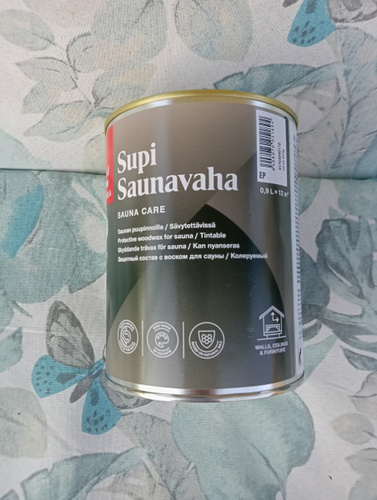 Supi
Saunavaha
SAUNA CARE
Saunan puupinnoille / Sävytettävissä
Protective woodwax for sauna / Tintable
Skyddande trävax för sauna / Kan nyanseras
Защитный состав с воском для сауны / Колеруемый
EP
0,9 L = 12 m²
WALLS, CEILINGS
& FURNITURE